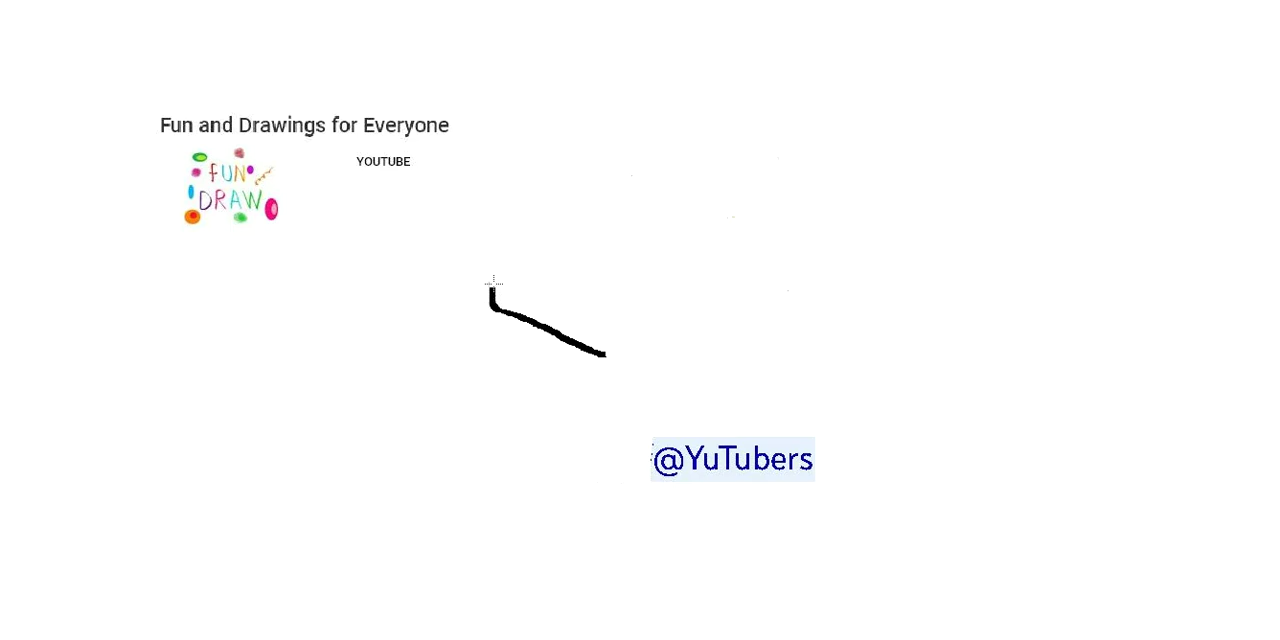 Fun and Drawings for Everyone
YOUTUBE
FUN
DRAW
@YuTubers